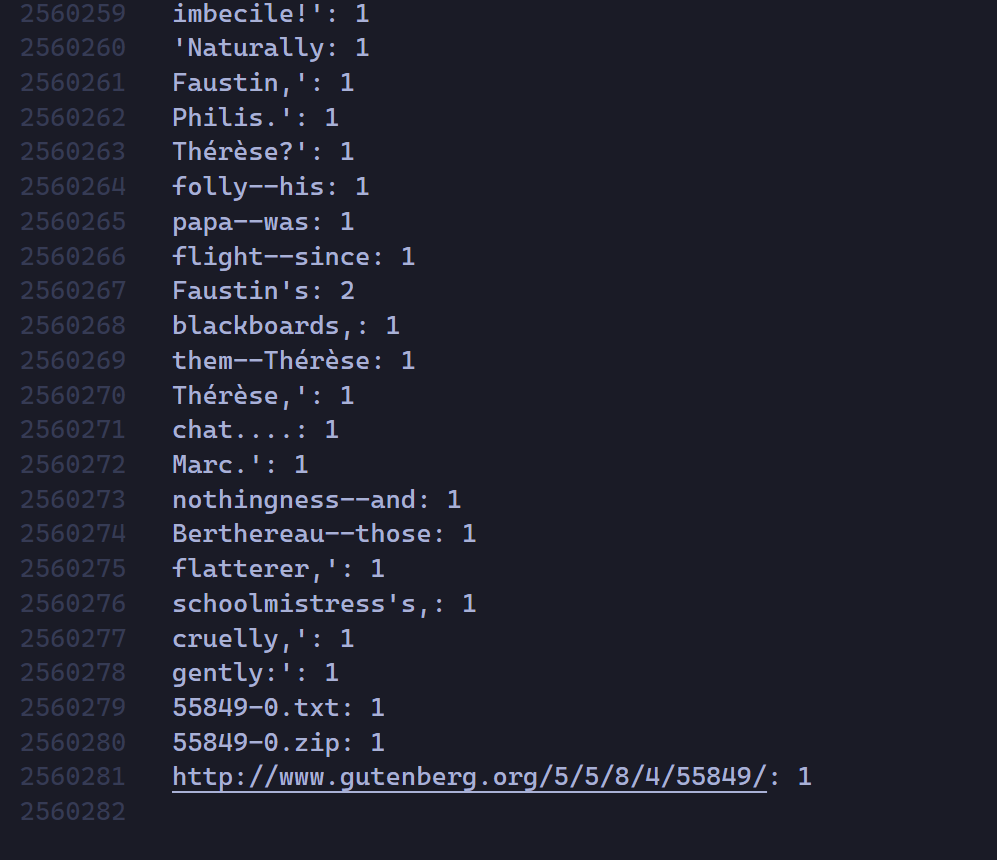 2560259 imbecile!': 1
2560260 'Naturally: 1
2560261 Faustin,': 1
2560262 Philis.': 1
2560263 Thérèse?': 1
2560264 folly--his: 1
2560265 papa--was: 1
2560266 flight--since: 1
2560267 Faustin's: 2
2560268 blackboards,: 1
2560269 them--Thérèse: 1
2560270 Thérèse,': 1
2560271 chat....: 1
2560272 Marc.': 1
2560273 nothingness--and: 1
2560274 Berthereau--those: 1
2560275 flatterer,': 1
2560276 schoolmistress's,: 1
2560277 cruelly,': 1
2560278 gently:': 1
2560279 55849-0.txt: 1
2560280 55849-0.zip: 1
2560281 http://www.gutenberg.org/5/5/8/4/55849/: 1
2560282